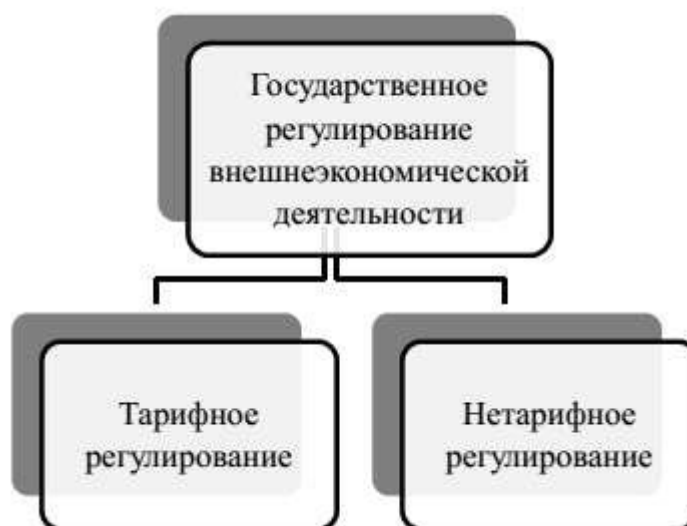 Государственное
регулирование
внешнеэкономической
деятельности
Тарифное
регулирование
Нетарифное
регулирование